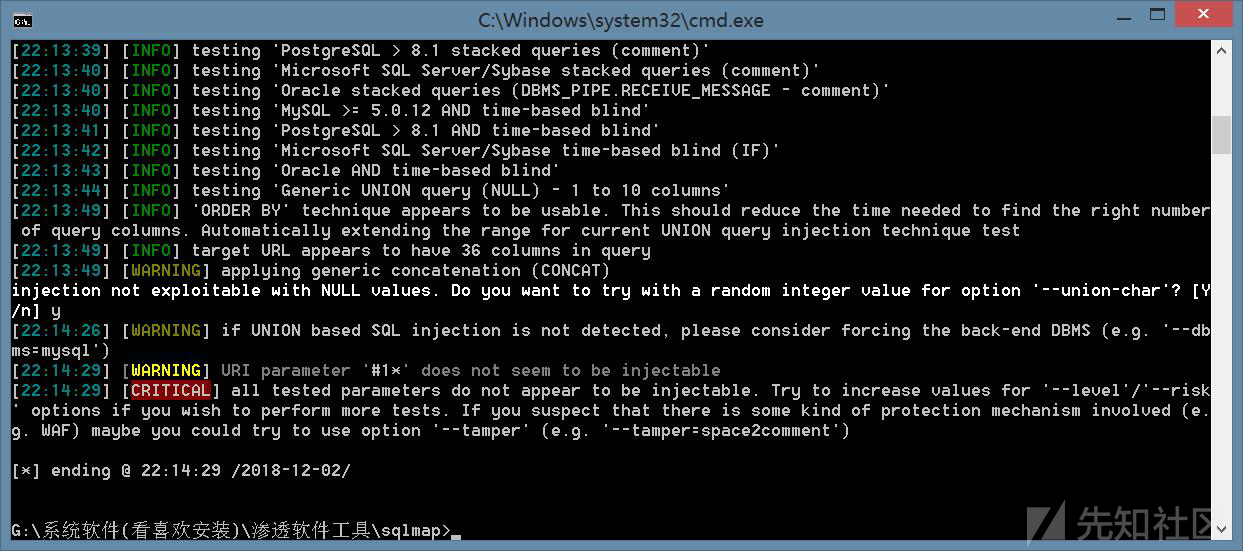 C:\Windows\system32\cmd.exe
[22:13:39] [INFO] testing 'PostgreSQL > 8.1 stacked queries (comment)'
[22:13:40] [INFO] testing 'Microsoft SQL Server/Sybase stacked queries (comment)'
[22:13:40] [INFO] testing 'Oracle stacked queries (DBMS_PIPE.RECEIVE_MESSAGE - comment)'
[22:13:40] [INFO] testing 'MySQL >= 5.0.12 AND time-based blind'
[22:13:41] [INFO] testing 'PostgreSQL > 8.1 AND time-based blind'
[22:13:42] [INFO] testing 'Microsoft SQL Server/Sybase time-based blind (IF)'
[22:13:43] [INFO] testing 'Oracle AND time-based blind'
[22:13:44] [INFO] testing 'Generic UNION query (NULL) - 1 to 10 columns'
[22:13:49] [INFO] 'ORDER BY' technique appears to be usable. This should reduce the time needed to find the right number
 of query columns. Automatically extending the range for current UNION query injection technique test
[22:13:49] [INFO] target URL appears to have 36 columns in query
[22:13:49] [WARNING] applying generic concatenation (CONCAT)
injection not exploitable with NULL values. Do you want to try with a random integer value for option '--union-char'? [Y
/n] y
[22:14:26] [WARNING] if UNION based SQL injection is not detected, please consider forcing the back-end DBMS (e.g. '--db
ms=mysql')
[22:14:29] [WARNING] URI parameter '#1*' does not seem to be injectable
[22:14:29] [CRITICAL] all tested parameters do not appear to be injectable. Try to increase values for '--level'/'--risk
' options if you wish to perform more tests. If you suspect that there is some kind of protection mechanism involved (e.
g. WAF) maybe you could try to use option '--tamper' (e.g. '--tamper=space2comment')
[*] ending @ 22:14:29 /2018-12-02/
G:\系统软件(看喜欢安装)\渗透软件工具\sqlmap>
先知社区